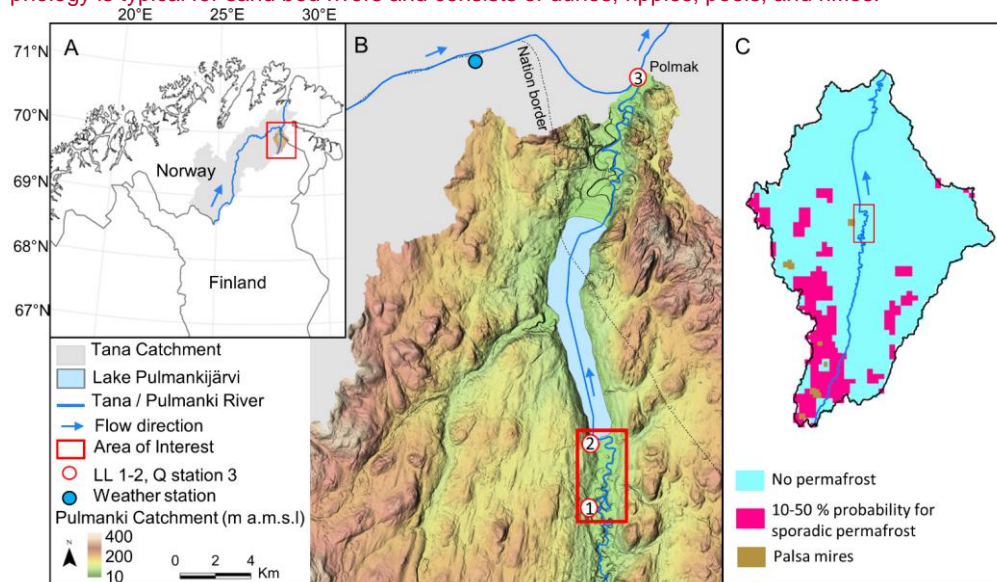 phology is typical for sand bed rivers and consists of dunes, ripples, pools, and riffles.
20°E 25°E 30°E
71°N
70°N
69°N
68°N
67°N
A
Norway
Finland
Tana Catchment
Lake Pulmankijärvi
Tana / Pulmanki River
Flow direction
Area of Interest
LL 1-2, Q station 3
Weather station
Pulmanki Catchment (m a.m.s.l)
400
200
10
N
0 2 4
Km
B
Nation border
3
Polmak
2
1
C
No permafrost
10-50 % probability for
sporadic permafrost
Palsa mires